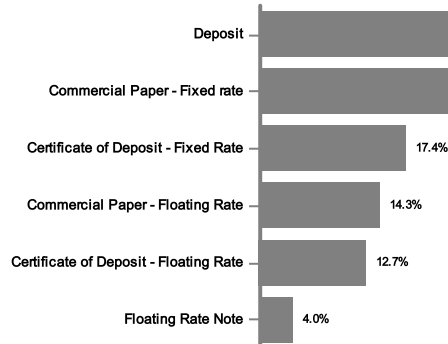 Deposit
Commercial Paper - Fixed rate
Certificate of Deposit - Fixed Rate 17.4%
Commercial Paper - Floating Rate 14.3%
Certificate of Deposit - Floating Rate 12.7%
Floating Rate Note 4.0%